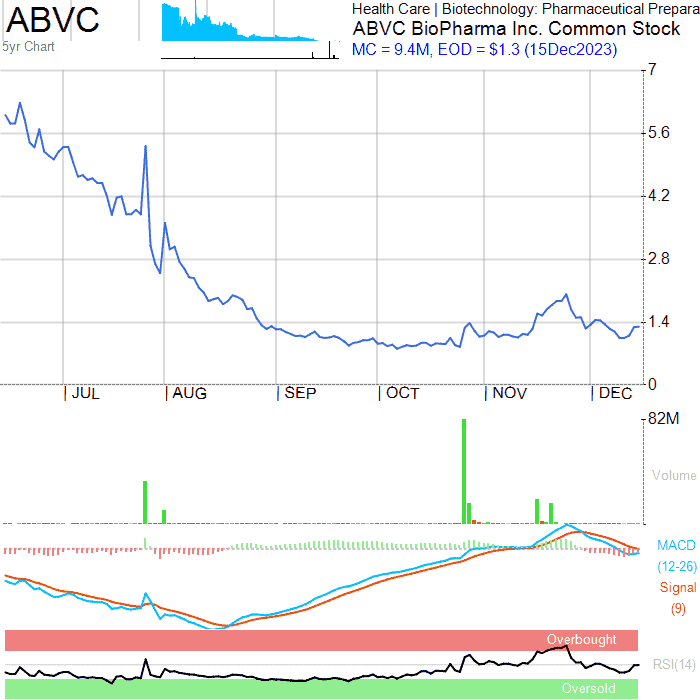 ABVC
5yr Chart
Health Care | Biotechnology: Pharmaceutical Prepara
ABVC BioPharma Inc. Common Stock
MC = 9.4M, EOD = $1.3 (15Dec2023)
7
5.6
4.2
2.8
1.4
0
| JUL | AUG | SEP | OCT | NOV | DEC
82M
Volume
MACD
(12-26)
Signal
(9)
Overbought
RSI(14)
Oversold